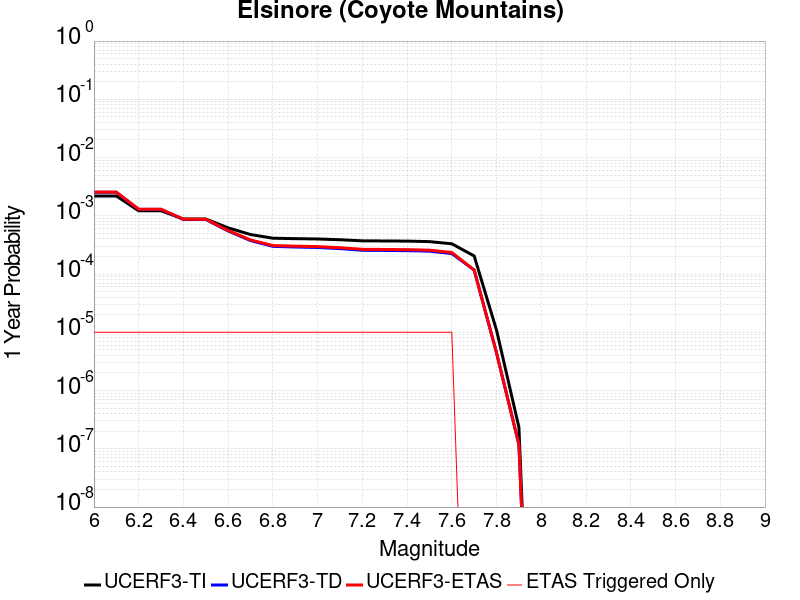 Elsinore (Coyote Mountains)
1 Year Probability
10^0
10^-1
10^-2
10^-3
10^-4
10^-5
10^-6
10^-7
10^-8
6 6.2 6.4 6.6 6.8 7 7.2 7.4 7.6 7.8 8 8.2 8.4 8.6 8.8 9
Magnitude
UCERF3-TI UCERF3-TD UCERF3-ETAS ETAS Triggered Only